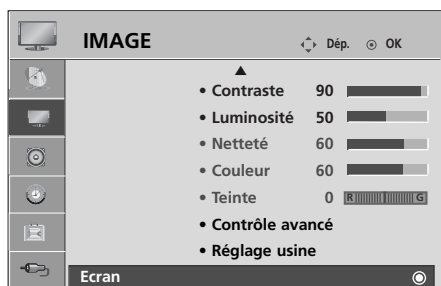 IMAGE Dép. OK
• Contraste 90
• Luminosité 50
• Netteté 60
• Couleur 60
• Teinte 0 R G
• Contrôle avancé
• Réglage usine
Ecran